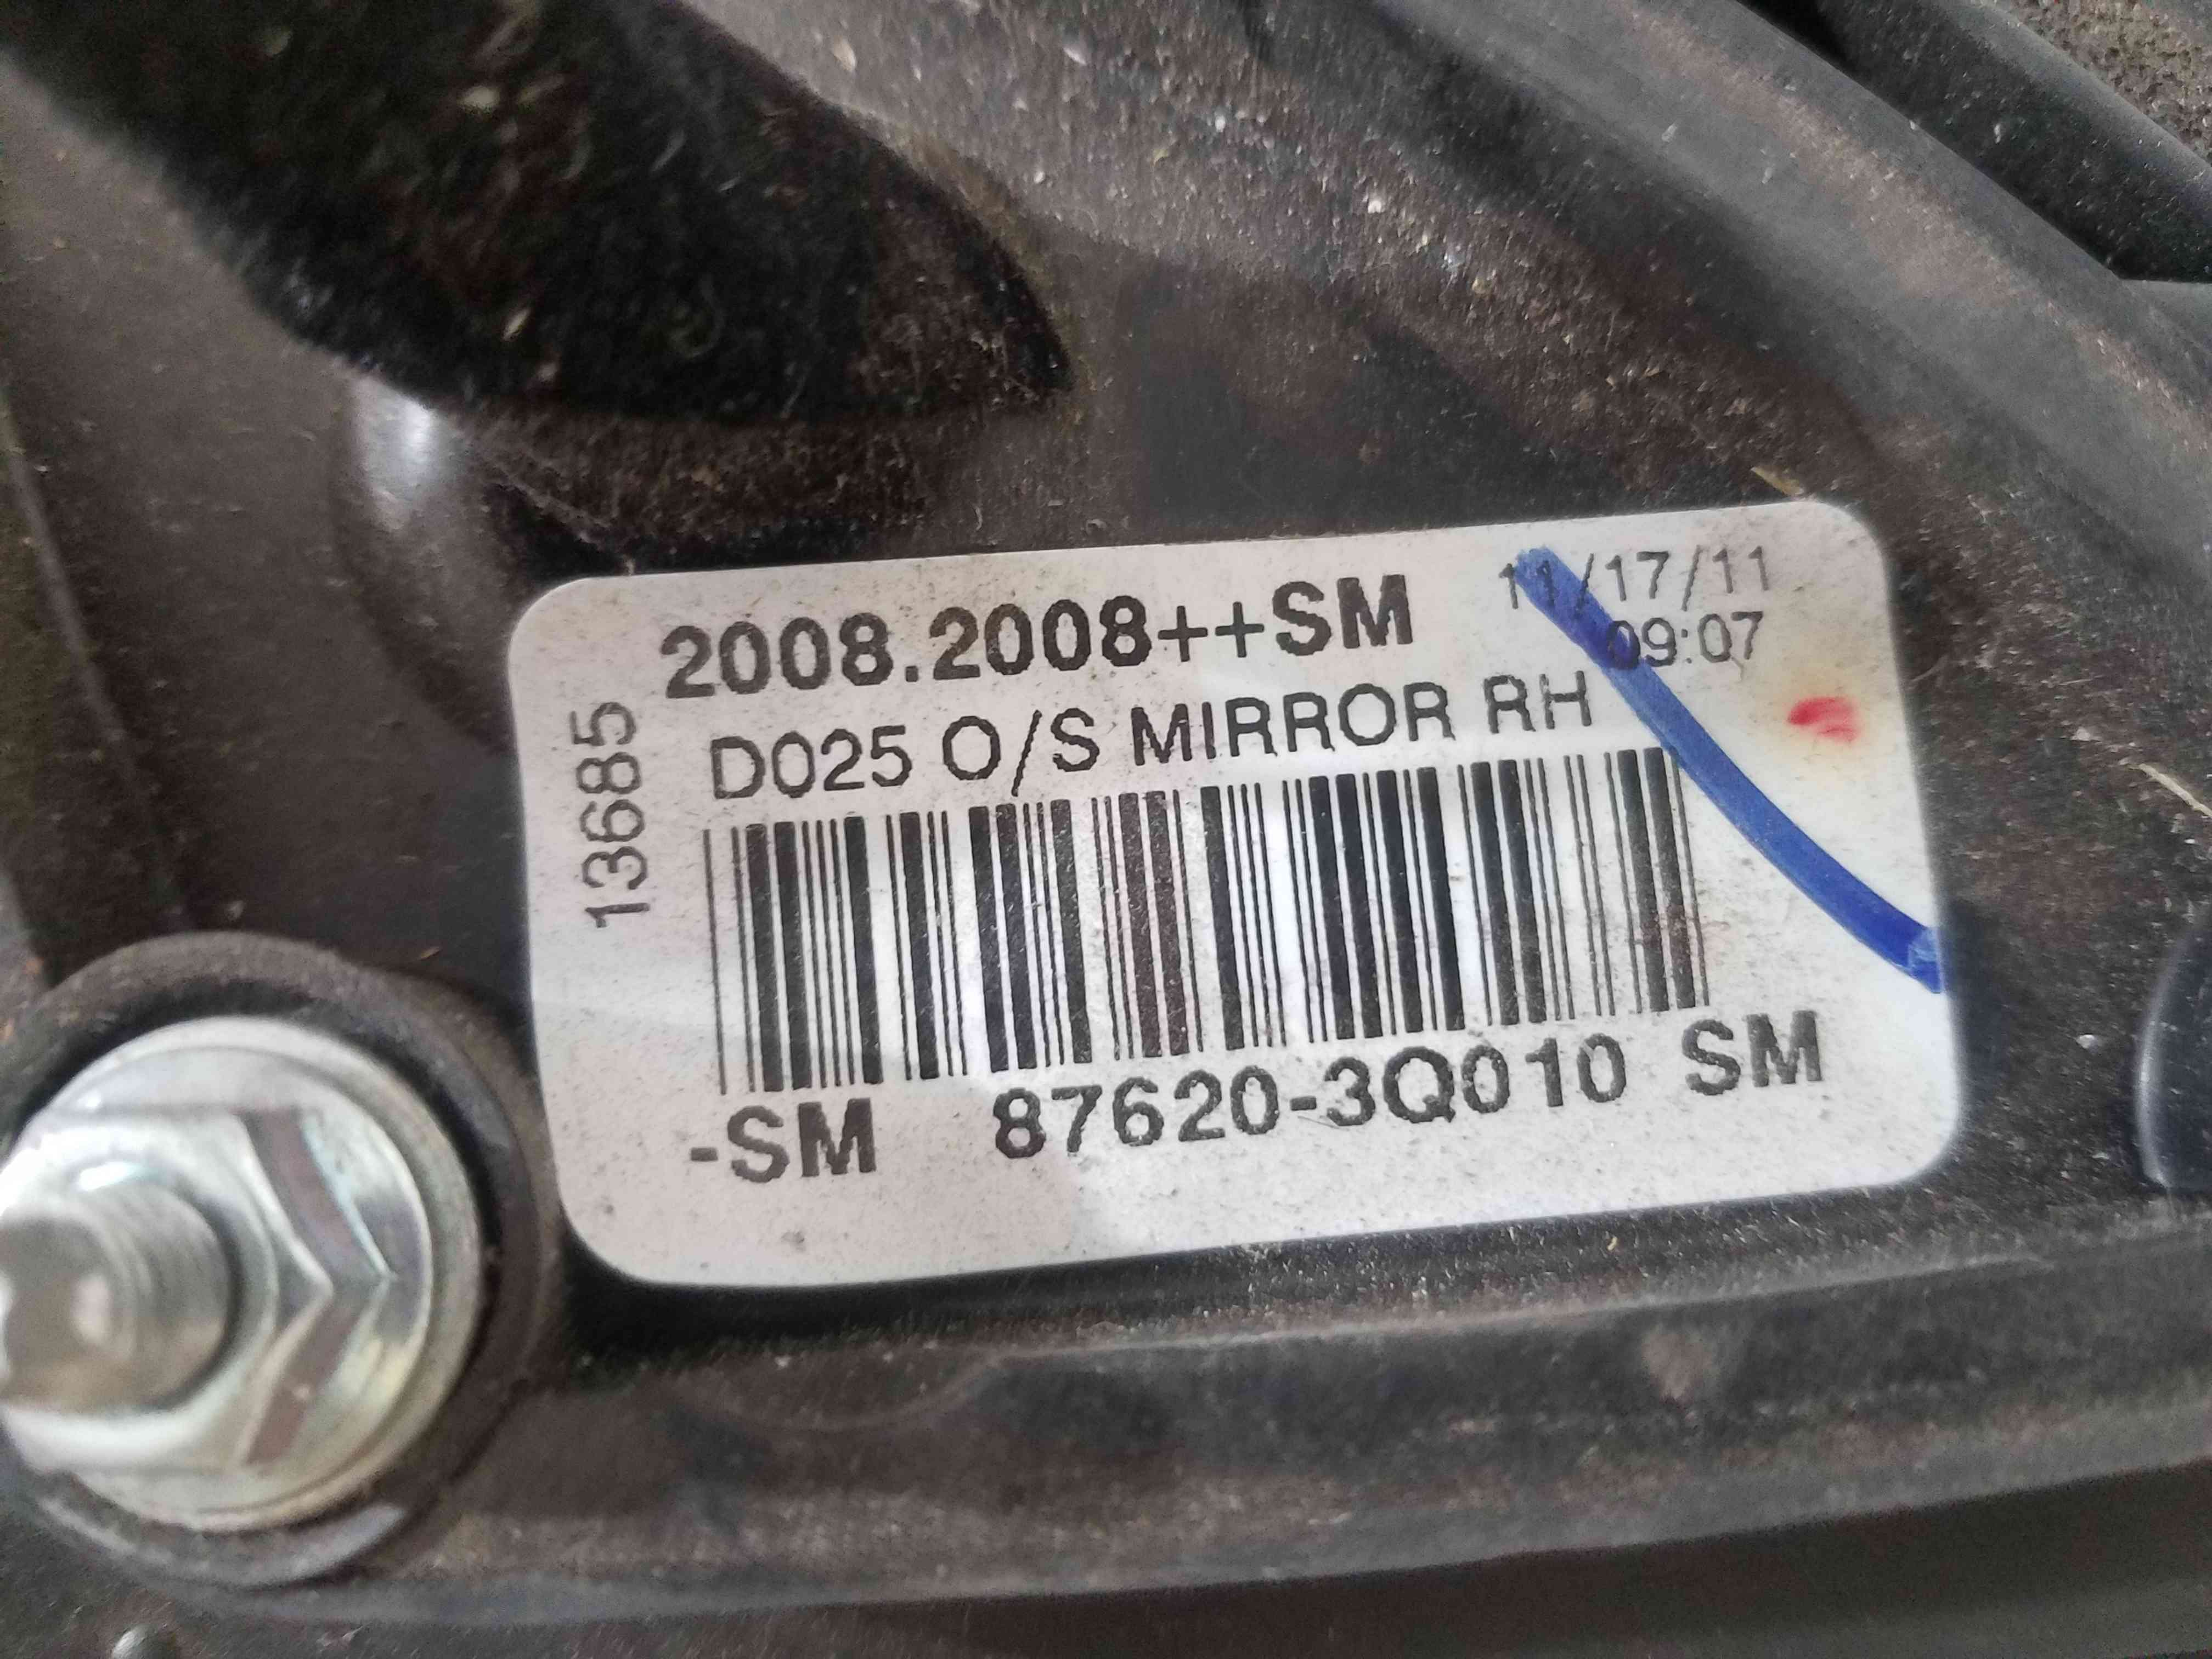 2008.2008++SM
11/17/11
09:07
D025 O/S MIRROR RH
13685
-SM 87620-3Q010 SM